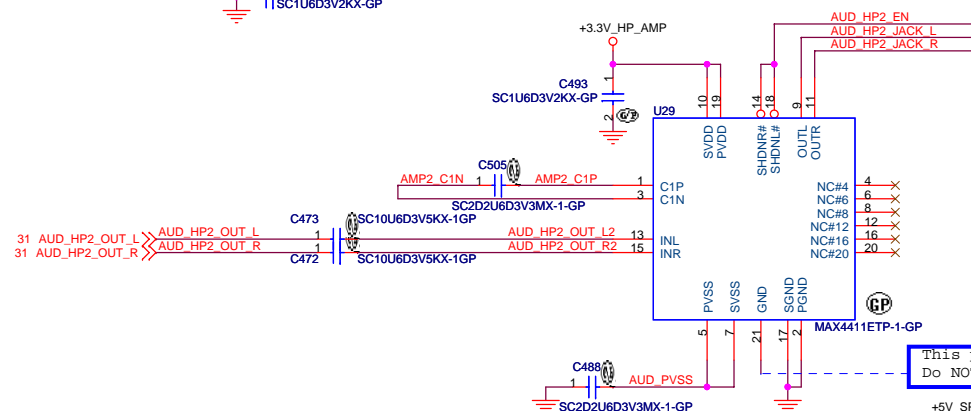 SC1U6D3V2KX-GP
+3.3V_HP_AMP
AUD_HP2_EN
AUD_HP2_JACK_L
AUD_HP2_JACK_R
C493
1
SC1U6D3V2KX-GP
2
G/P
U29
10
19
14
18
9
11
SVDD
PVDD
SHDNR#
SHDNL#
OUTL
OUTR
C505
AMP2_C1N
1
AMP2_C1P
1
C1P
3
C1N
SC2D2U6D3V3MX-1-GP
NC#4
4
NC#6
6
NC#8
8
NC#12
12
NC#16
16
NC#20
20
C473
SC10U6D3V5KX-1GP
31 AUD_HP2_OUT_L
AUD_HP2_OUT_L
1
AUD_HP2_OUT_L2
13
INL
31 AUD_HP2_OUT_R
AUD_HP2_OUT_R
1
AUD_HP2_OUT_R2
15
INR
C472
SC10U6D3V5KX-1GP
PVSS
SVSS
GND
SGND
PGND
5
7
21
17
2
GP
MAX4411ETP-1-GP
C488
1
AUD_PVSS
SC2D2U6D3V3MX-1-GP
This
Do NO
+5V_SP